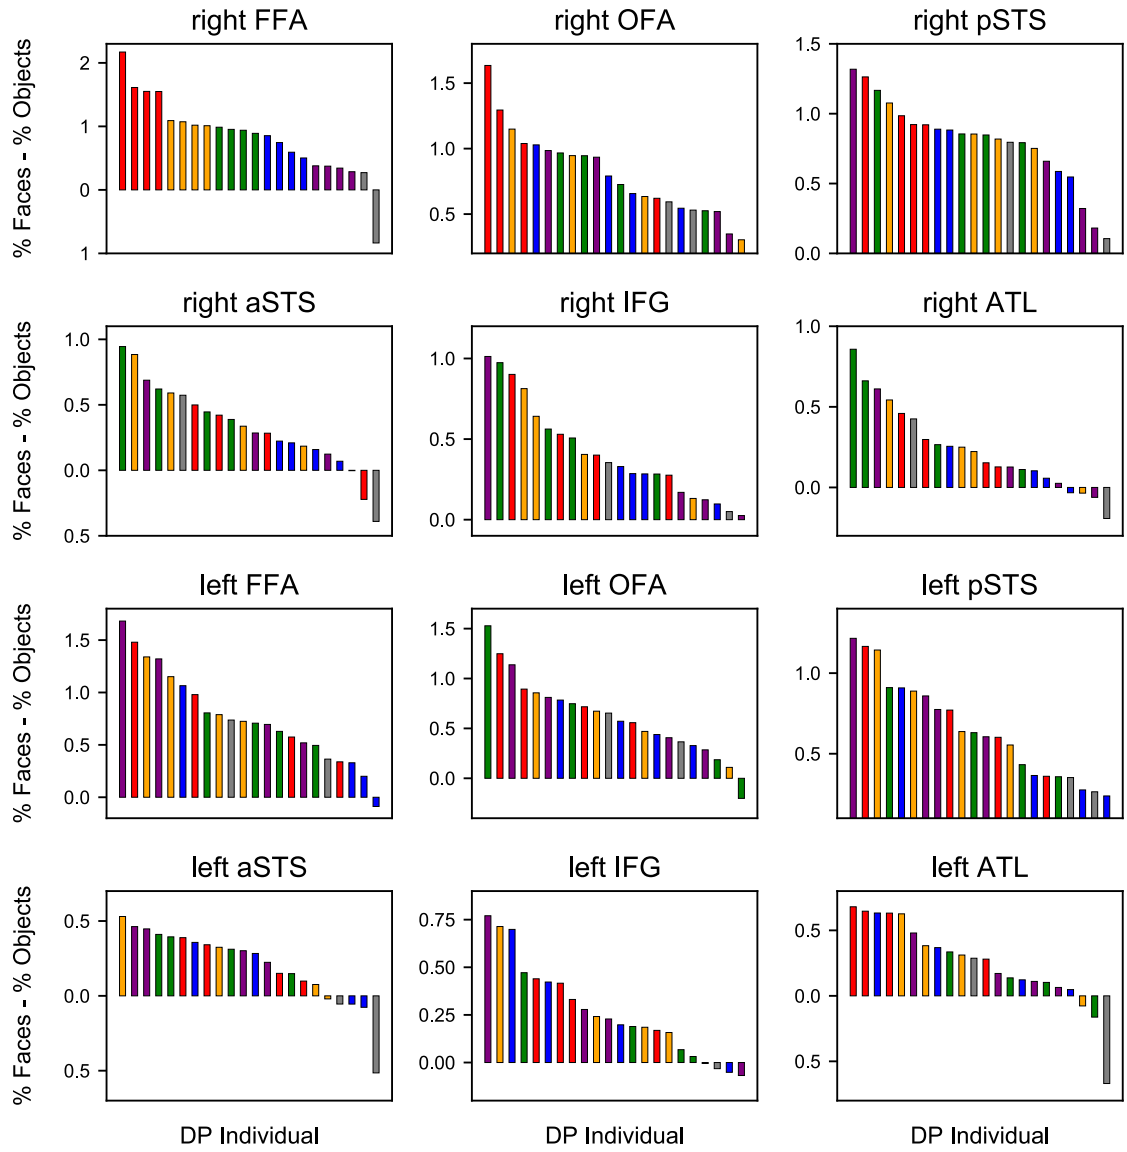 right FFA
right OFA
right pSTS
% Faces - % Objects
2
1
0
1
1.5
1.0
0.5
1.5
1.0
0.5
0.0
right aSTS
right IFG
right ATL
% Faces - % Objects
1.0
0.5
0.0
0.5
1.0
0.5
0.0
1.0
0.5
0.0
left FFA
left OFA
left pSTS
% Faces - % Objects
1.5
1.0
0.5
0.0
1.5
1.0
0.5
0.0
1.0
0.5
left aSTS
left IFG
left ATL
% Faces - % Objects
0.5
0.0
0.5
0.75
0.50
0.25
0.00
0.5
0.0
0.5
DP Individual
DP Individual
DP Individual